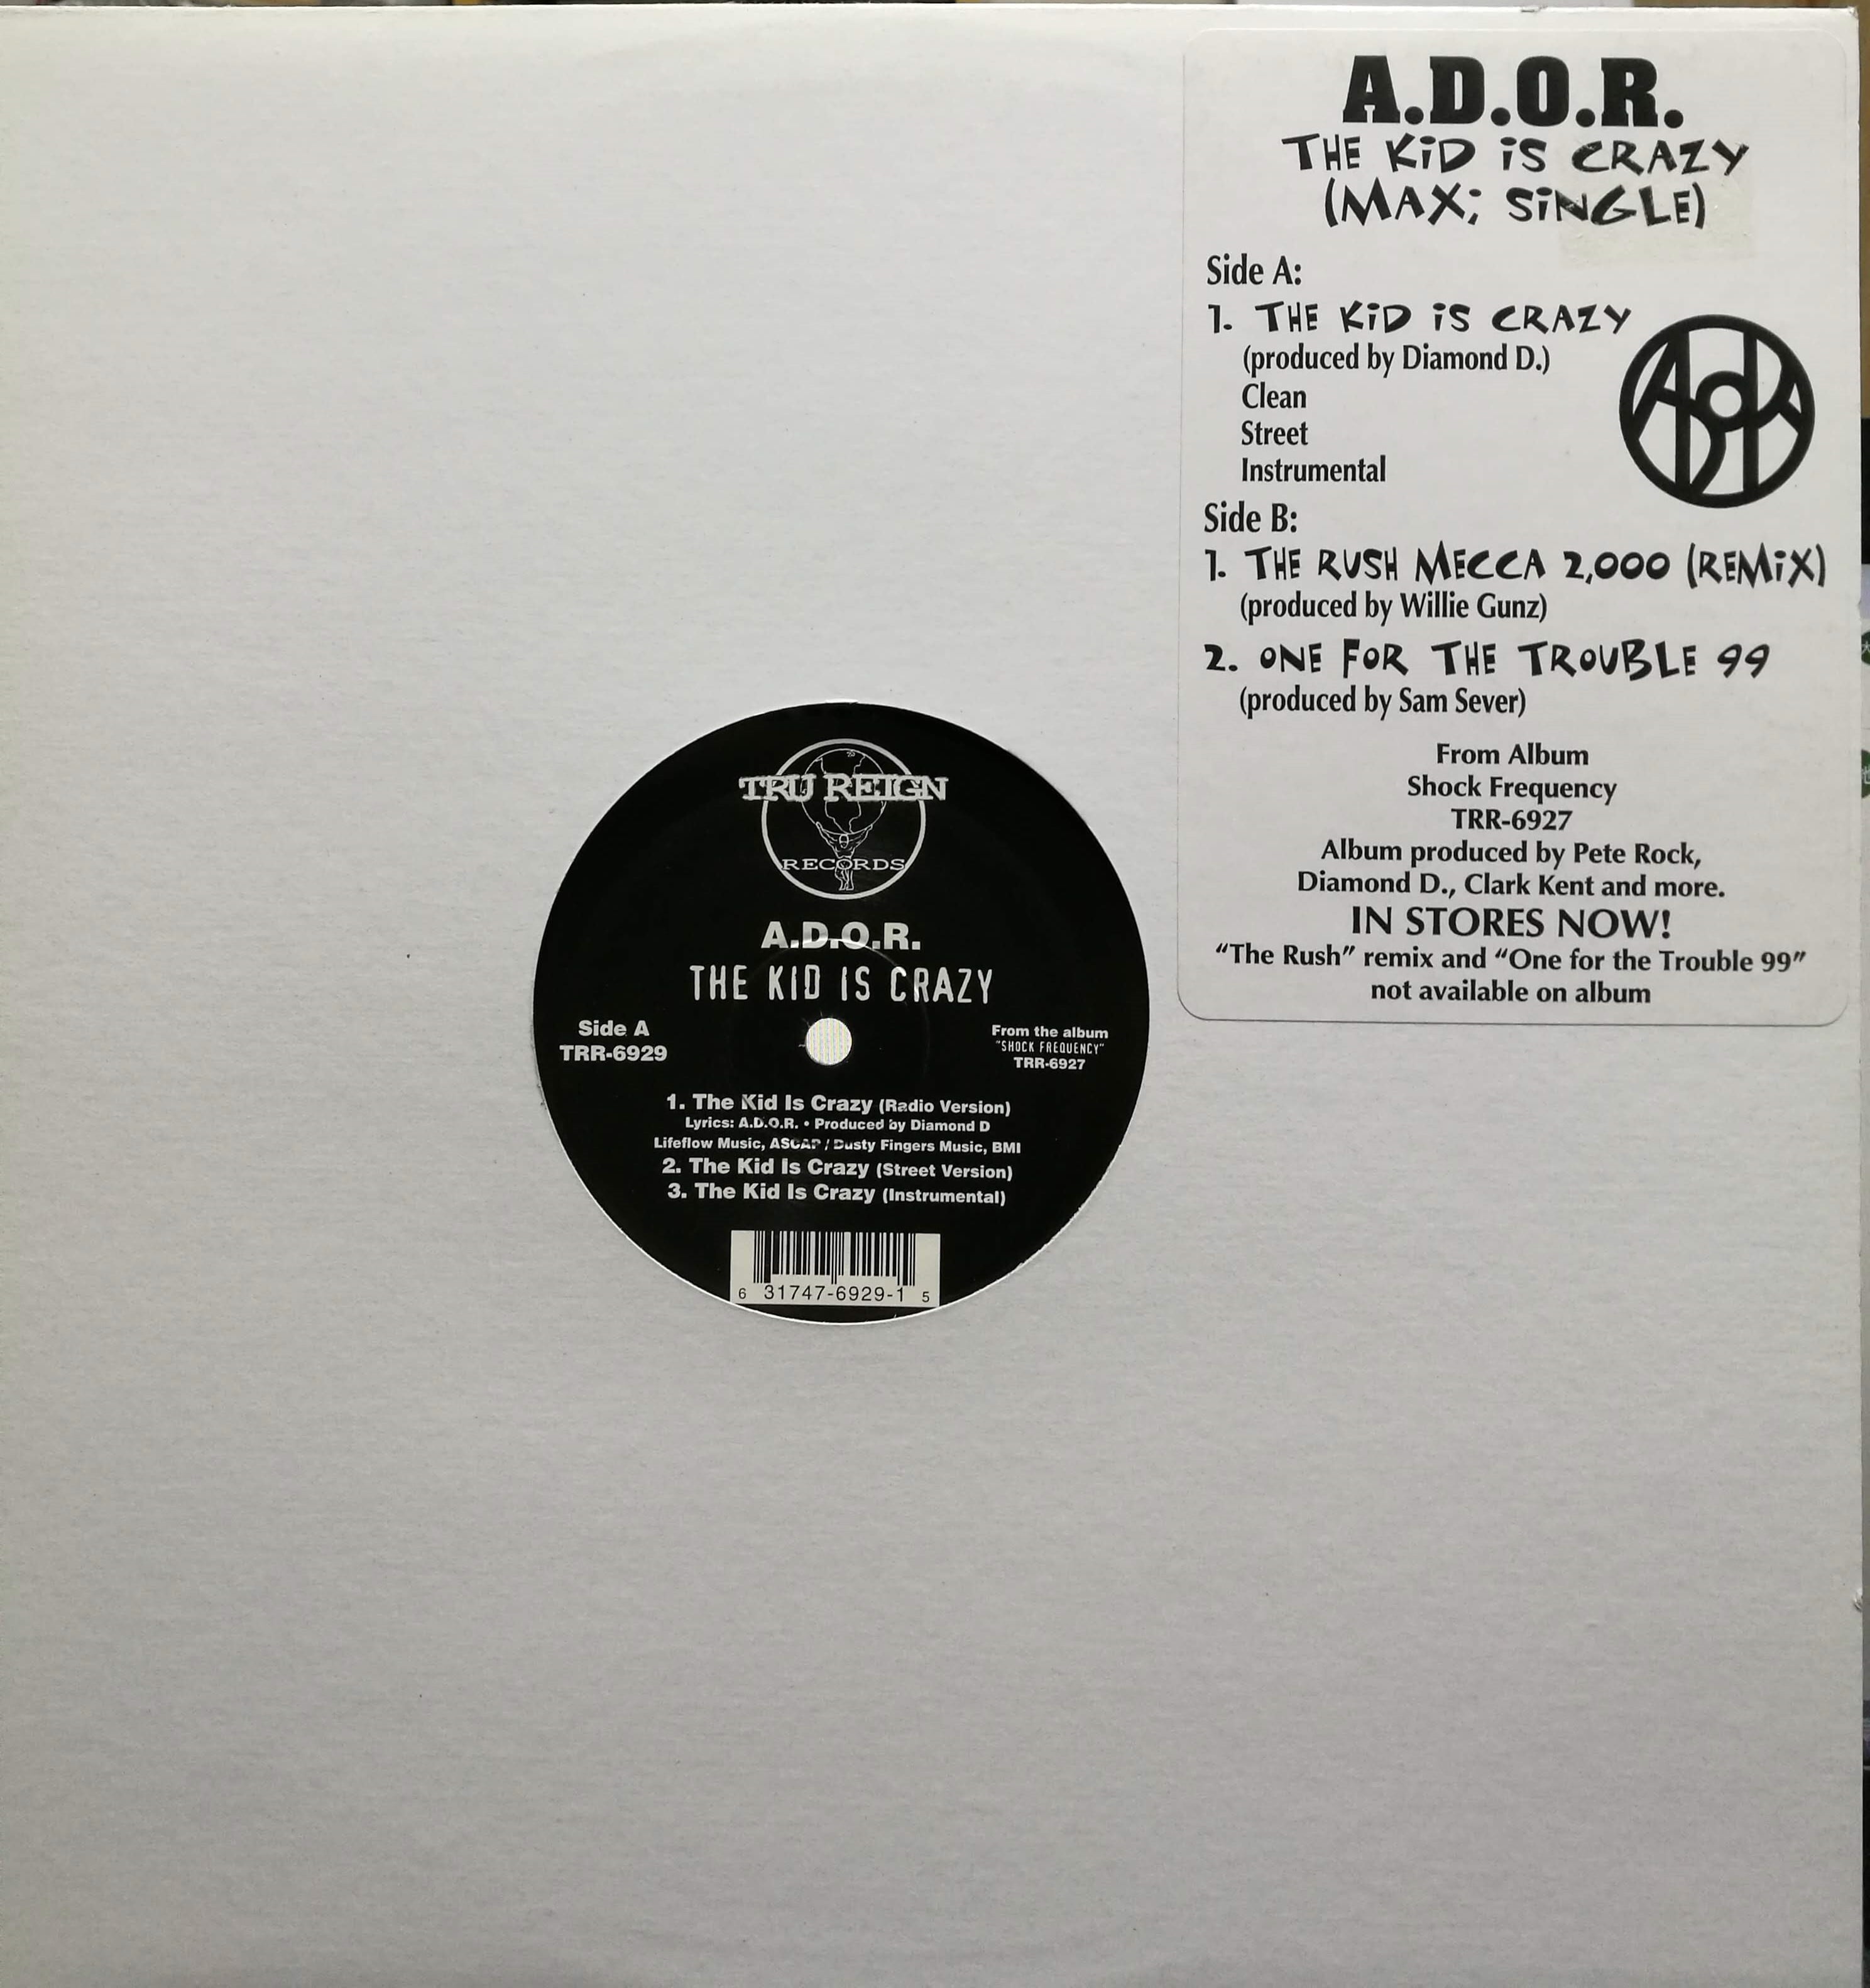 A.D.O.R.
THE KiD iS CRAZY
(MAX; SiNGLE)
Side A:
1. THE KiD iS CRAZY
(produced by Diamond D.)
Clean
Street
Instrumental
Side B:
1. THE RUSH MECCA 2,000 (REMiX)
(produced by Willie Gunz)
2. ONE FOR THE TROUBLE 99
(produced by Sam Sever)
From Album
Shock Frequency
TRR-6927
Album produced by Pete Rock,
Diamond D., Clark Kent and more.
IN STORES NOW!
“The Rush” remix and “One for the Trouble 99”
not available on album
ADOR
TRU REIGN
RECORDS
A.D.O.R.
THE KID IS CRAZY
Side A
TRR-6929
From the album
"SHOCK FREQUENCY"
TRR-6927
1. The Kid Is Crazy (Radio Version)
Lyrics: A.D.O.R. • Produced by Diamond D
Lifeflow Music, ASCAP / Dusty Fingers Music, BMI
2. The Kid Is Crazy (Street Version)
3. The Kid Is Crazy (Instrumental)
6 31747-6929-1 5